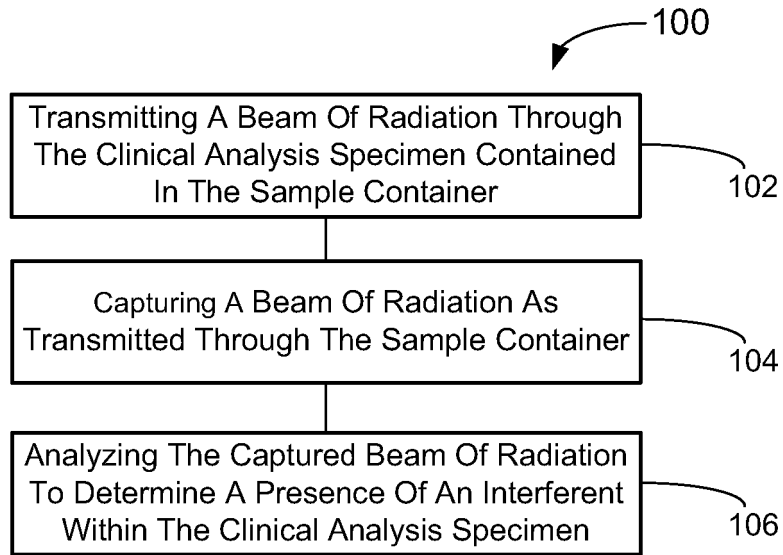 100
Transmitting A Beam Of Radiation Through
The Clinical Analysis Specimen Contained
In The Sample Container
102
Capturing A Beam Of Radiation As
Transmitted Through The Sample Container
104
Analyzing The Captured Beam Of Radiation
To Determine A Presence Of An Interferent
Within The Clinical Analysis Specimen
106